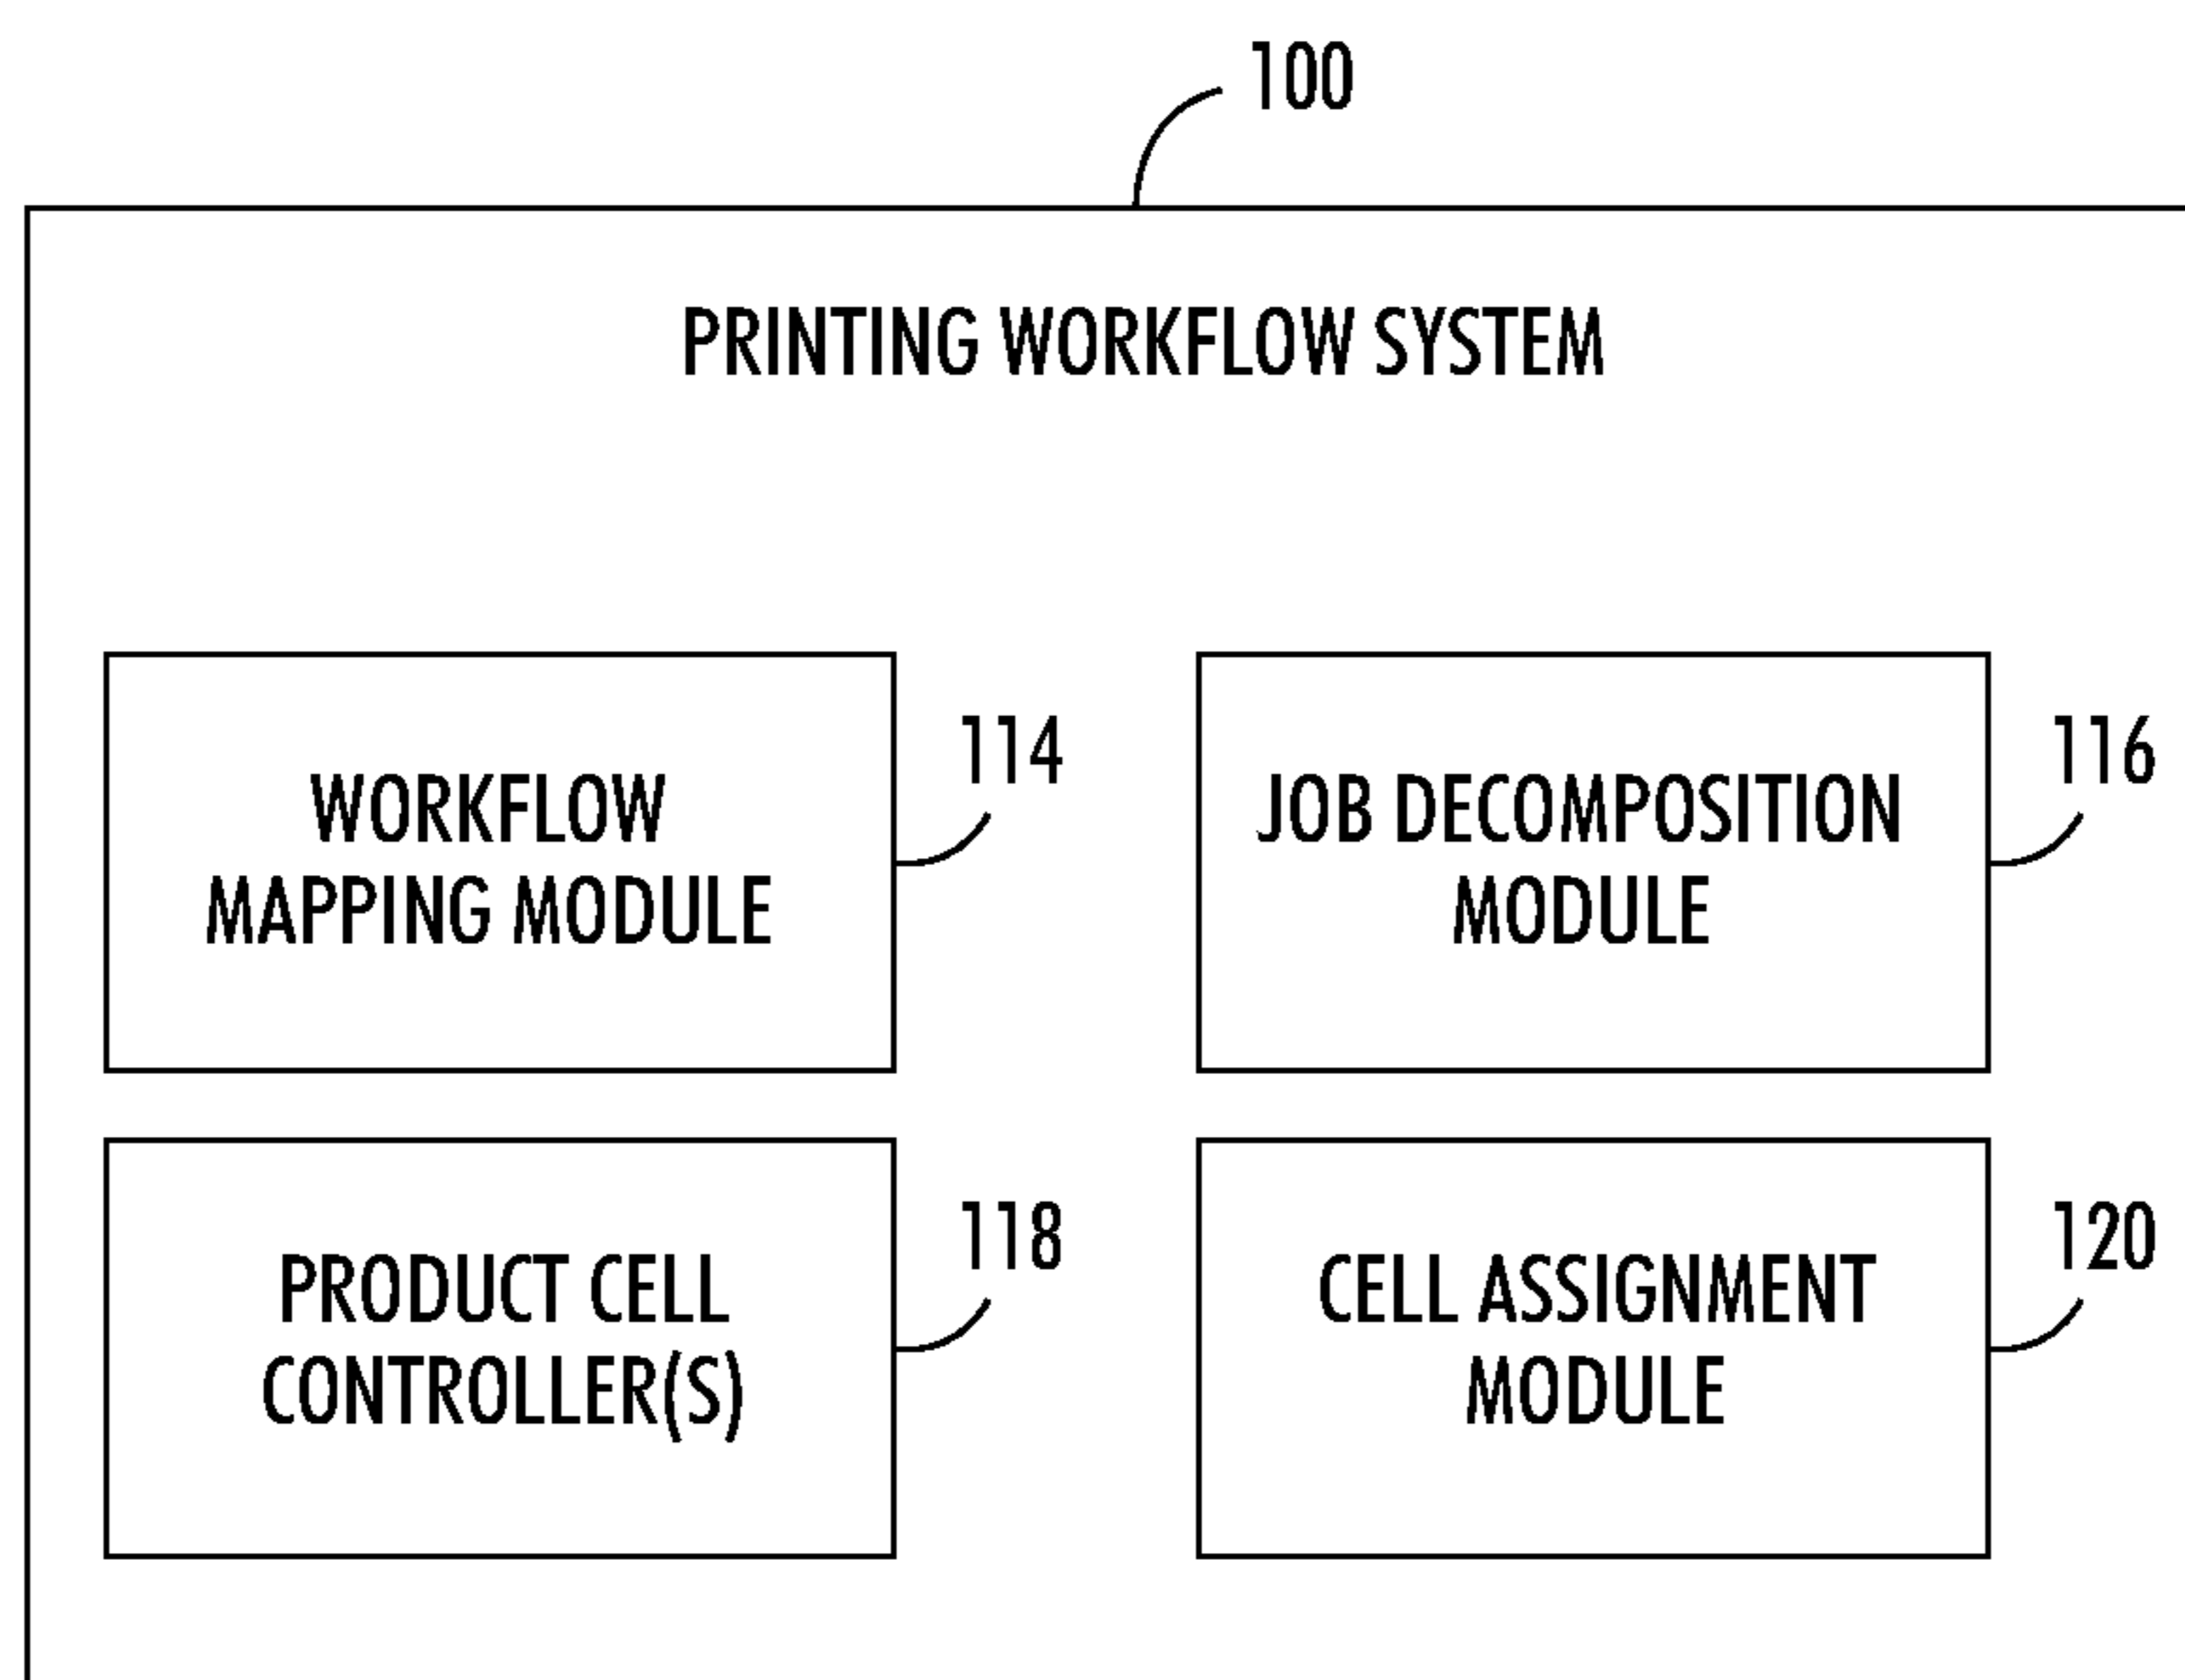 100
PRINTING WORKFLOW SYSTEM
WORKFLOW
MAPPING MODULE
114
JOB DECOMPOSITION
MODULE
116
PRODUCT CELL
CONTROLLER(S)
118
CELL ASSIGNMENT
MODULE
120